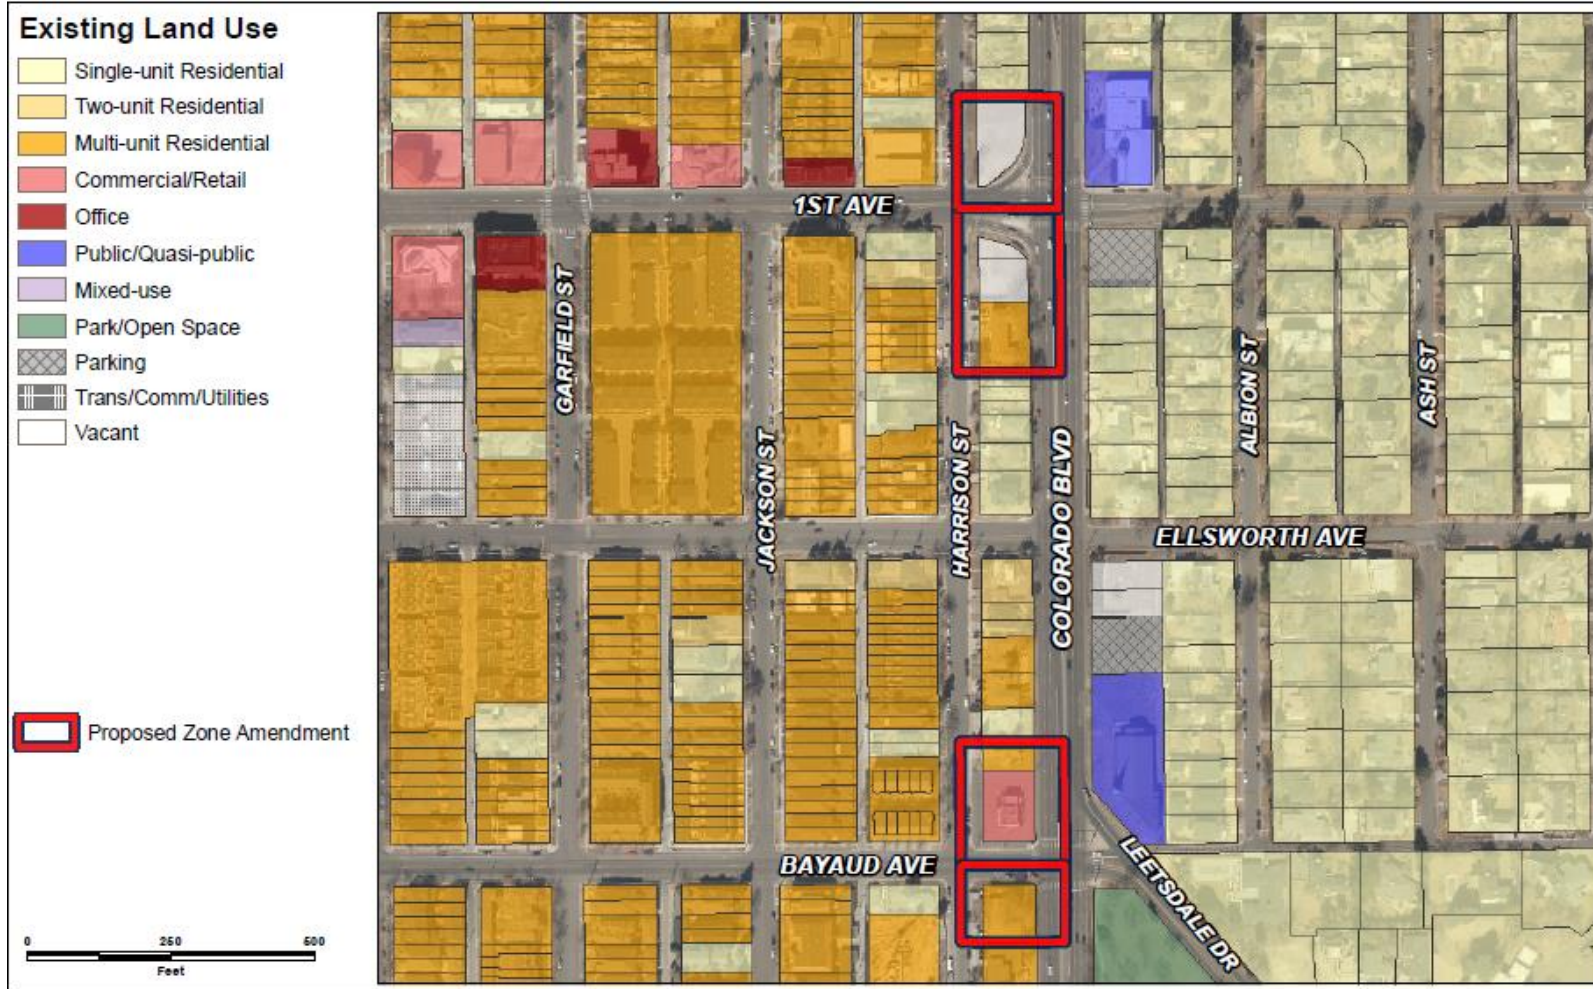 Existing Land Use
Single-unit Residential
Two-unit Residential
Multi-unit Residential
Commercial/Retail
Office
Public/Quasi-public
Mixed-use
Park/Open Space
Parking
Trans/Comm/Utilities
Vacant
Proposed Zone Amendment
0 250 500
Feet
1ST AVE
GARFIELD ST
JACKSON ST
HARRISON ST
COLORADO BLVD
ALBION ST
ASH ST
ELLSWORTH AVE
BAYAUD AVE
LEETSDALE DR